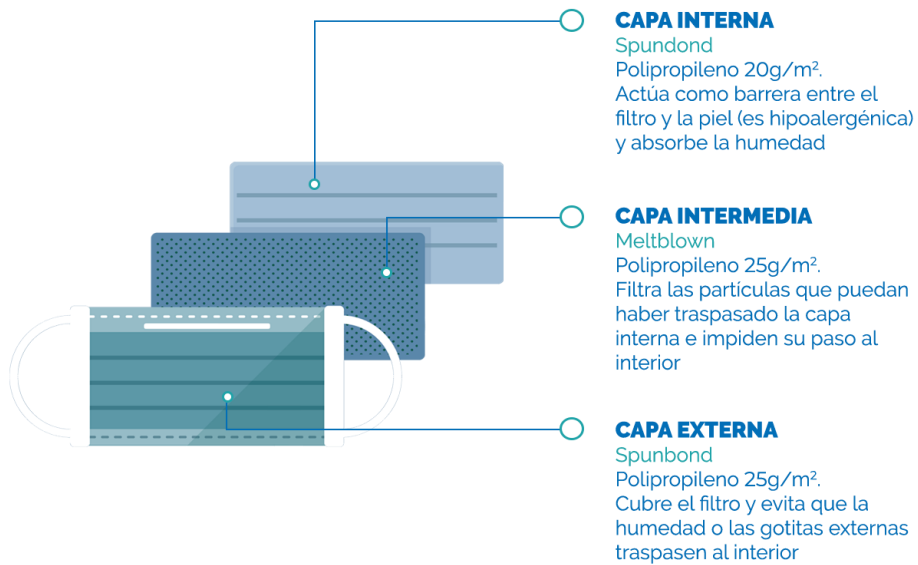 CAPA INTERNA
Spundond
Polipropileno 20g/m².
Actúa como barrera entre el
filtro y la piel (es hipoalergénica)
y absorbe la humedad
CAPA INTERMEDIA
Meltblown
Polipropileno 25g/m².
Filtra las partículas que puedan
haber traspasado la capa
interna e impiden su paso al
interior
CAPA EXTERNA
Spunbond
Polipropileno 25g/m².
Cubre el filtro y evita que la
humedad o las gotitas externas
traspasen al interior